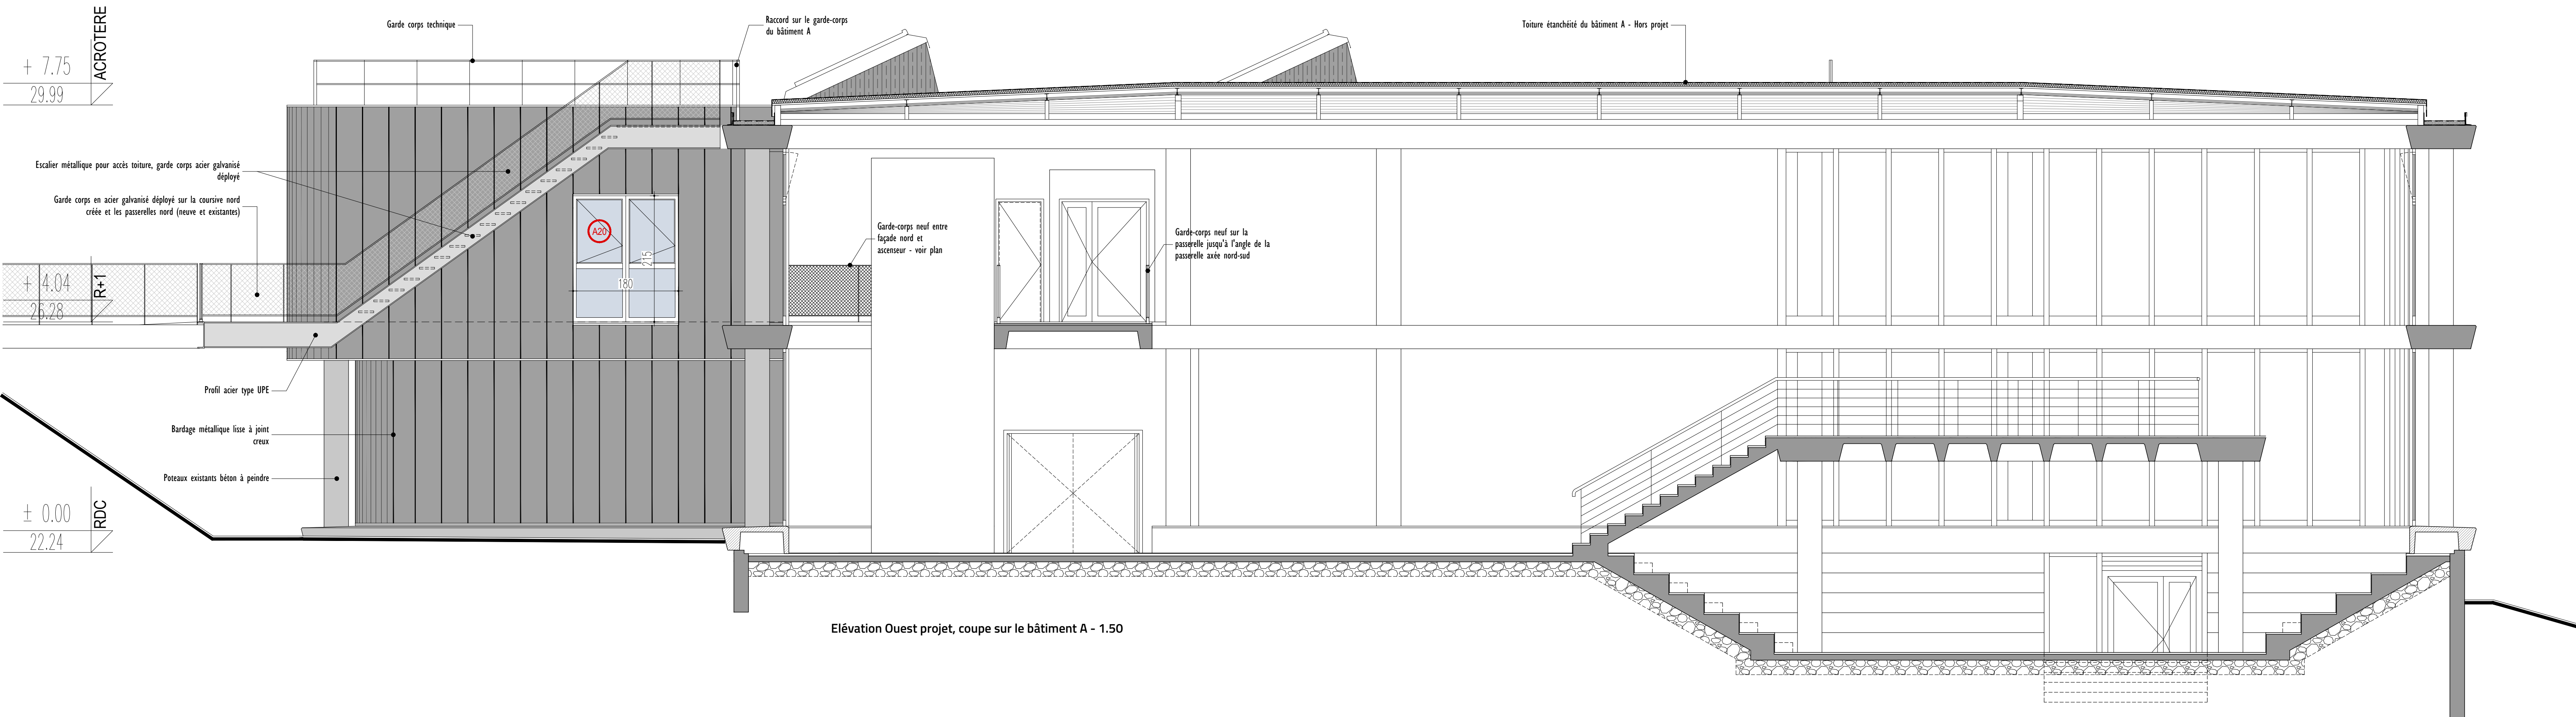 Garde corps technique
Raccord sur le garde-corps
du bâtiment A
Toiture étanchéité du bâtiment A - Hors projet
+ 7.75
29.99
ACROTERE
Escalier métallique pour accès toiture, garde corps acier galvanisé
déployé
Garde corps en acier galvanisé déployé sur la coursive nord
créée et les passerelles nord (neuve et existantes)
A20
215
180
Garde-corps neuf entre
façade nord et
ascenseur - voir plan
Garde-corps neuf sur la
passerelle jusqu'à l'angle de la
passerelle axée nord-sud
+ 4.04
26.28
R+1
Profil acier type UPE
Bardage métallique lisse à joint
creux
Poteaux existants béton à peindre
± 0.00
22.24
RDC
Elévation Ouest projet, coupe sur le bâtiment A - 1.50